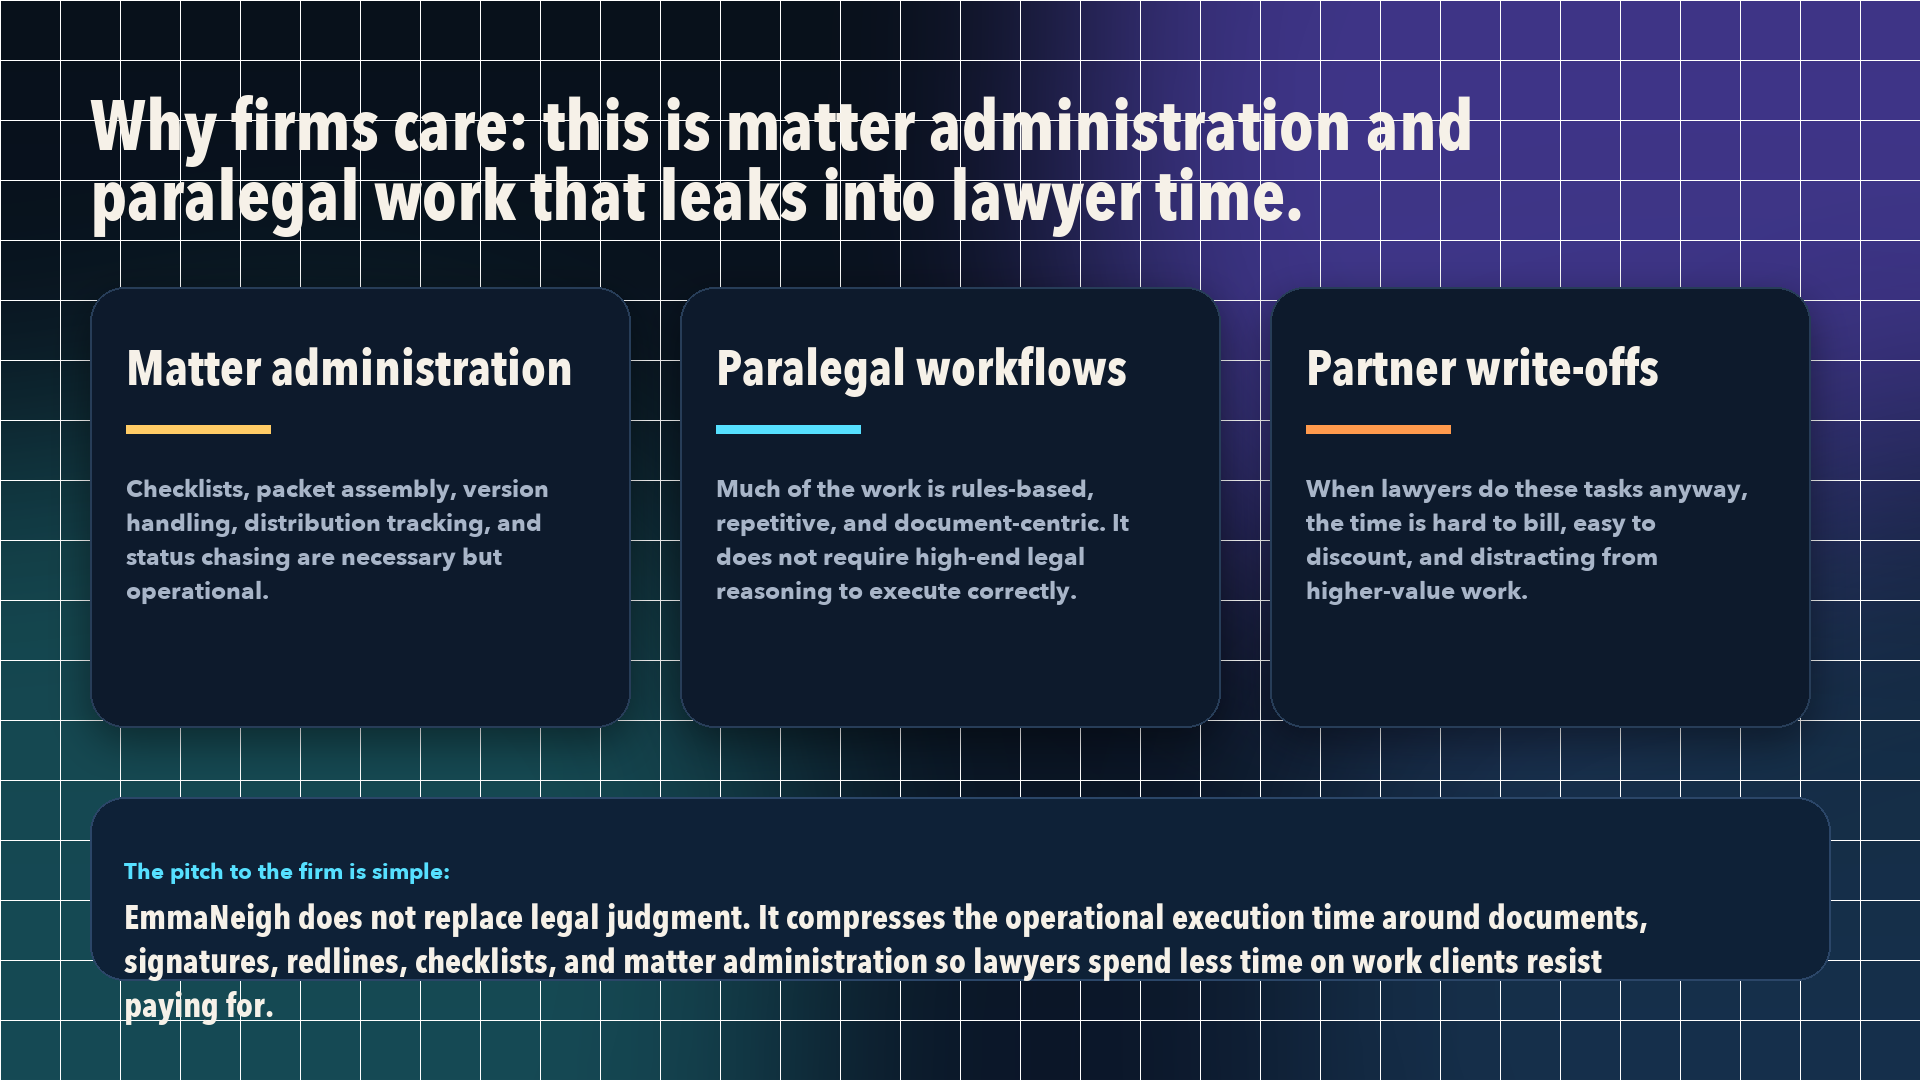 Why firms care: this is matter administration and
paralegal work that leaks into lawyer time.
Matter administration
Checklists, packet assembly, version
handling, distribution tracking, and
status chasing are necessary but
operational.
Paralegal workflows
Much of the work is rules-based,
repetitive, and document-centric. It
does not require high-end legal
reasoning to execute correctly.
Partner write-offs
When lawyers do these tasks anyway,
the time is hard to bill, easy to
discount, and distracting from
higher-value work.
The pitch to the firm is simple:
EmmaNeigh does not replace legal judgment. It compresses the operational execution time around documents,
signatures, redlines, checklists, and matter administration so lawyers spend less time on work clients resist
paying for.